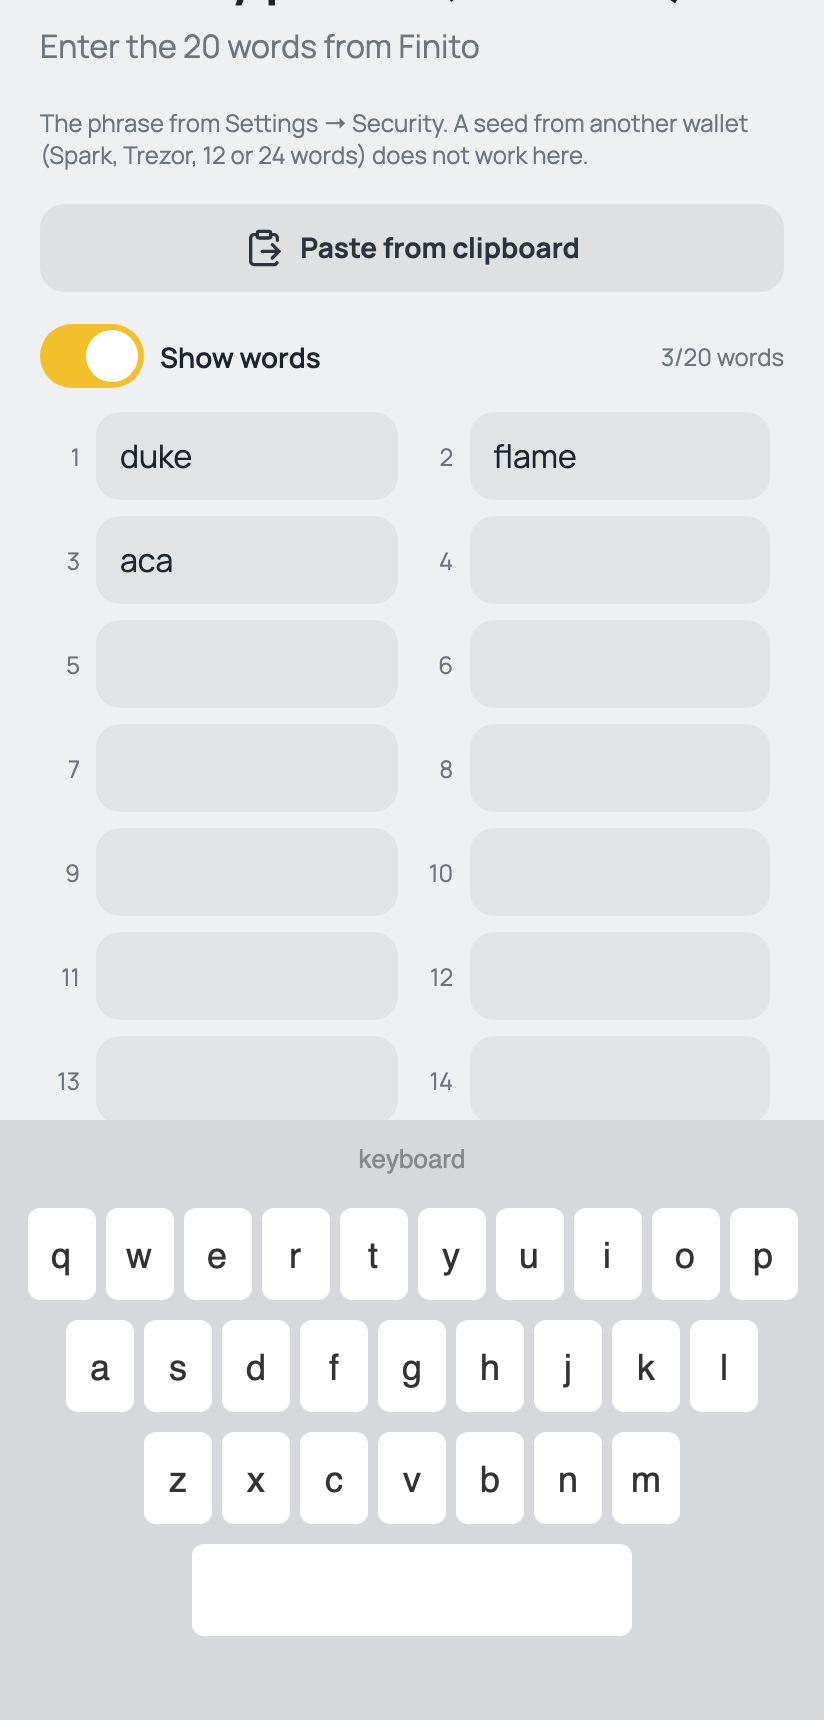 Enter the 20 words from Finito
The phrase from Settings → Security. A seed from another wallet
(Spark, Trezor, 12 or 24 words) does not work here.
Paste from clipboard
Show words 3/20 words
1 duke 2 flame
3 aca 4
5 6
7 8
9 10
11 12
13 14
keyboard
q w e r t y u i o p
a s d f g h j k l
z x c v b n m